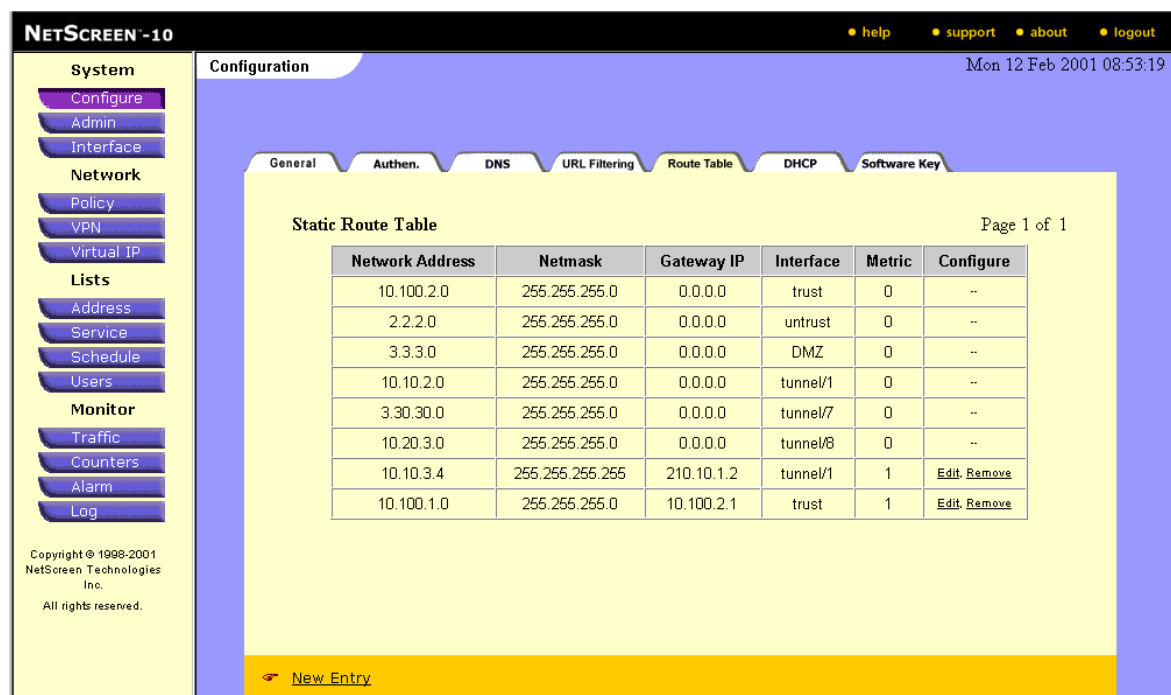 NETSCREEN™-10
help support about logout
System
Configure
Admin
Interface
Network
Policy
VPN
Virtual IP
Lists
Address
Service
Schedule
Users
Monitor
Traffic
Counters
Alarm
Log
Copyright © 1998-2001
NetScreen Technologies
Inc.
All rights reserved.
Configuration
Mon 12 Feb 2001 08:53:19
General Authen. DNS URL Filtering Route Table DHCP Software Key
Static Route Table Page 1 of 1
Network Address Netmask Gateway IP Interface Metric Configure
10.100.2.0 255.255.255.0 0.0.0.0 trust 0 --
2.2.2.0 255.255.255.0 0.0.0.0 untrust 0 --
3.3.3.0 255.255.255.0 0.0.0.0 DMZ 0 --
10.10.2.0 255.255.255.0 0.0.0.0 tunnel/1 0 --
3.30.30.0 255.255.255.0 0.0.0.0 tunnel/7 0 --
10.20.3.0 255.255.255.0 0.0.0.0 tunnel/8 0 --
10.10.3.4 255.255.255.255 210.10.1.2 tunnel/1 1 Edit, Remove
10.100.1.0 255.255.255.0 10.100.2.1 trust 1 Edit, Remove
New Entry